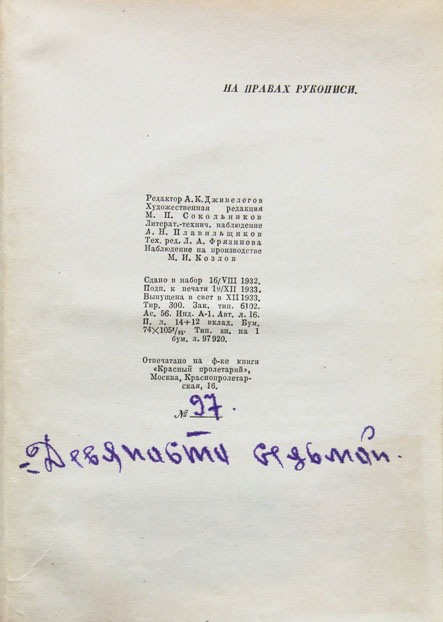 НА ПРАВАХ РУКОПИСИ.
Редактор А. К. Дживелегов
Художественная редакция
М. П. Сокольников
Литерат.-технич. наблюдение
А. Н. Плавильщиков
Тех. ред. Л. А. Фрязинова
Наблюдение на производстве
М. И. Козлов
Сдано в набор 16/VIII 1932.
Подп. к печати 19/XII 1933.
Выпущена в свет в XII 1933.
Тир. 300. Зак. тип. 6102.
Ас. 56. Инд. А-1. Авт. л. 16.
П. л. 14+12 вклад. Бум.
74×105¹/₃₂. Тип. зн. на 1
бум. л. 97920.
Отпечатано на ф-ке книги
«Красный пролетарий»,
Москва, Краснопролетар-
ская, 16.
№ 97.
Девяносто седьмой.